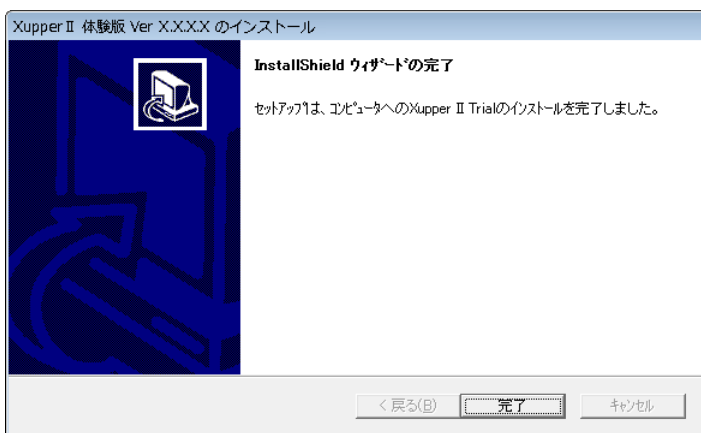 Xupper Ⅱ 体験版 Ver X.X.X.X のインストール
InstallShield ウィザードの完了
セットアップは、コンピュータへのXupper Ⅱ Trialのインストールを完了しました。
< 戻る(B)
完了
キャンセル